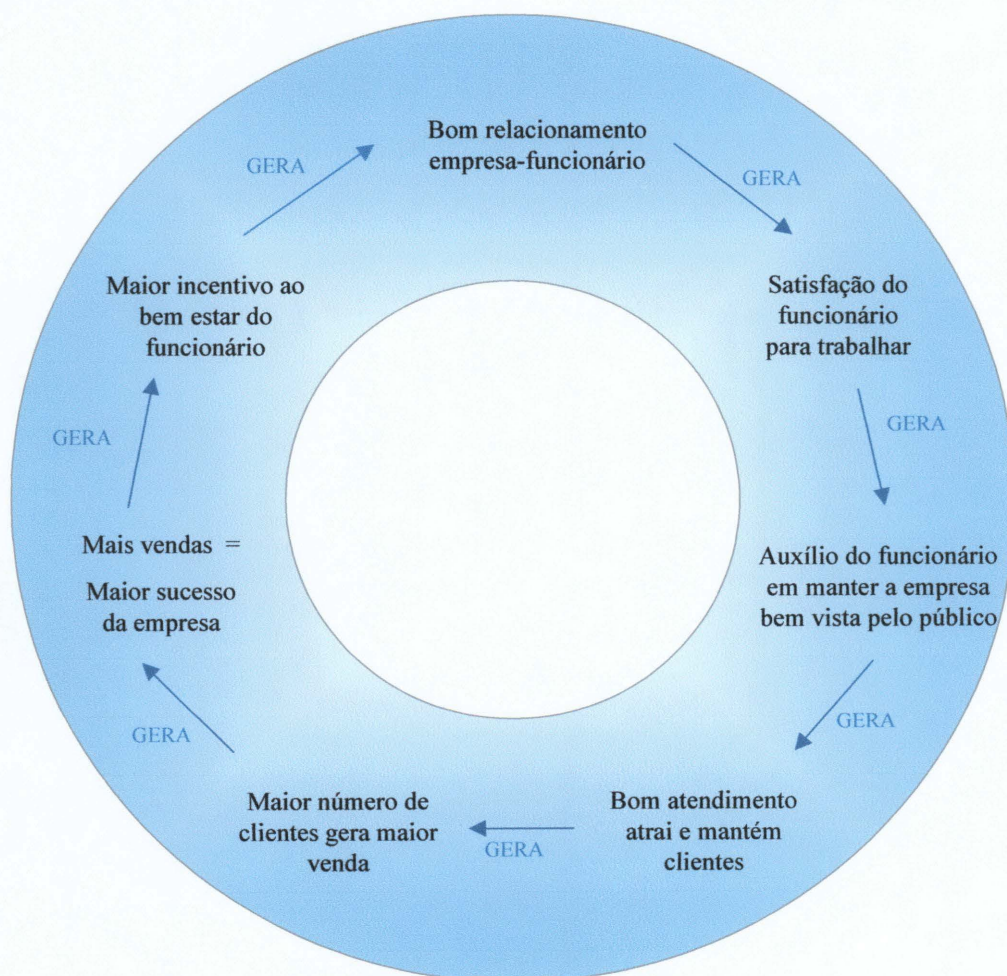 Bom relacionamento
empresa-funcionário
GERA
Satisfação do
funcionário
para trabalhar
GERA
Auxílio do funcionário
em manter a empresa
bem vista pelo público
GERA
Bom atendimento
atrai e mantém
clientes
GERA
Maior número de
clientes gera maior
venda
GERA
Mais vendas =
Maior sucesso
da empresa
GERA
Maior incentivo ao
bem estar do
funcionário
GERA